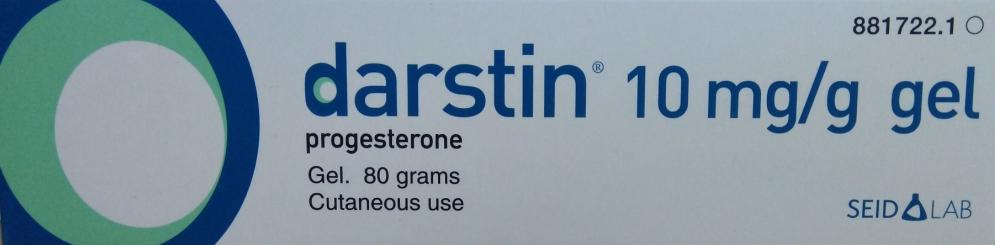 881722.1
darstin® 10 mg/g gel
progesterone
Gel. 80 grams
Cutaneous use
SEID LAB